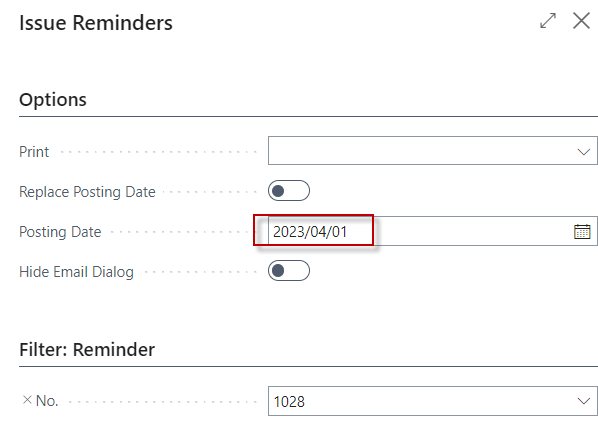 Issue Reminders
Options
Print
Replace Posting Date
Posting Date 2023/04/01
Hide Email Dialog
Filter: Reminder
No. 1028